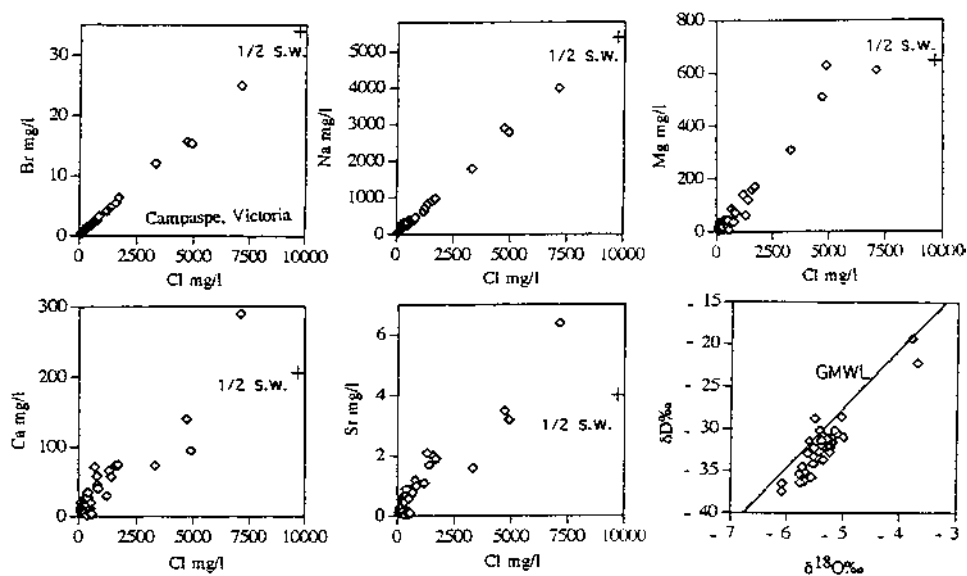 30
20
10
0
Br mg/l
1/2 s.w.
Campaspe, Victoria
0 2500 5000 7500 10000
Cl mg/l
5000
4000
3000
2000
1000
0
Na mg/l
1/2 s.w.
0 2500 5000 7500 10000
Cl mg/l
800
600
400
200
0
Mg mg/l
1/2 s.w.
0 2500 5000 7500 10000
Cl mg/l
300
200
100
0
Ca mg/l
1/2 s.w.
0 2500 5000 7500 10000
Cl mg/l
6
4
2
0
Sr mg/l
1/2 s.w.
0 2500 5000 7500 10000
Cl mg/l
- 15
- 20
- 25
- 30
- 35
- 40
δD‰
GMWL
- 7 - 6 - 5 - 4 - 3
δ18O‰